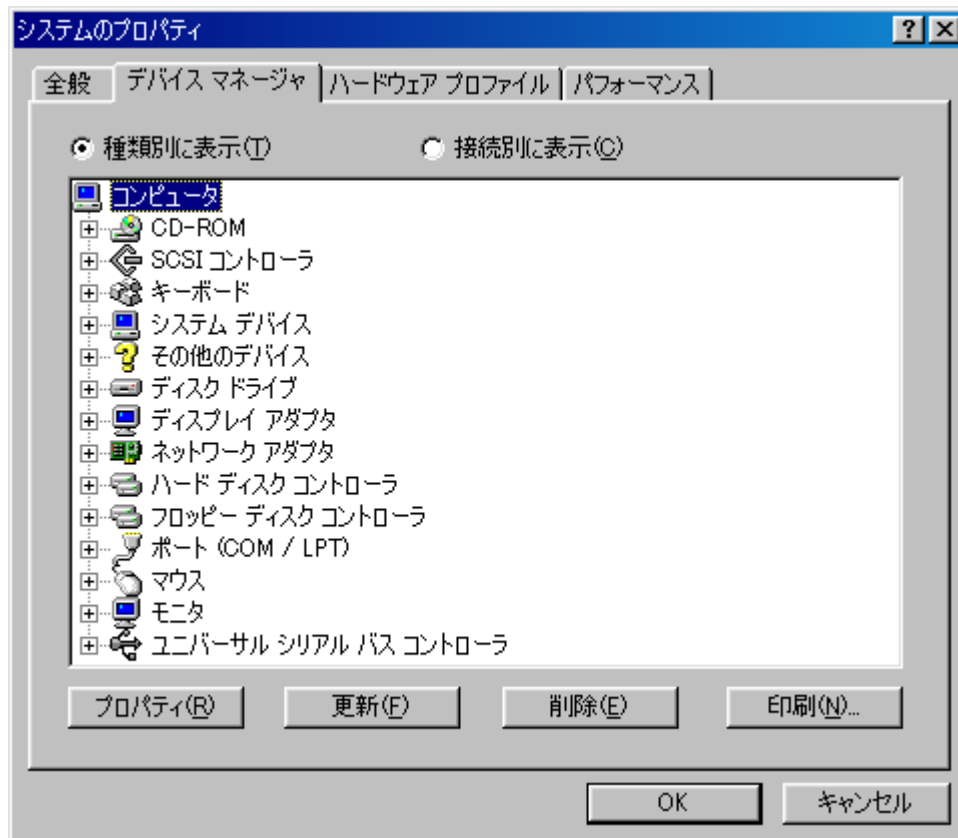 システムのプロパティ
全般 デバイス マネージャ ハードウェア プロファイル パフォーマンス
種類別に表示(T) 接続別に表示(C)
コンピュータ
CD-ROM
SCSI コントローラ
キーボード
システム デバイス
その他のデバイス
ディスク ドライブ
ディスプレイ アダプタ
ネットワーク アダプタ
ハード ディスク コントローラ
フロッピー ディスク コントローラ
ポート (COM / LPT)
マウス
モニタ
ユニバーサル シリアル バス コントローラ
プロパティ(R) 更新(F) 削除(E) 印刷(N)...
OK キャンセル